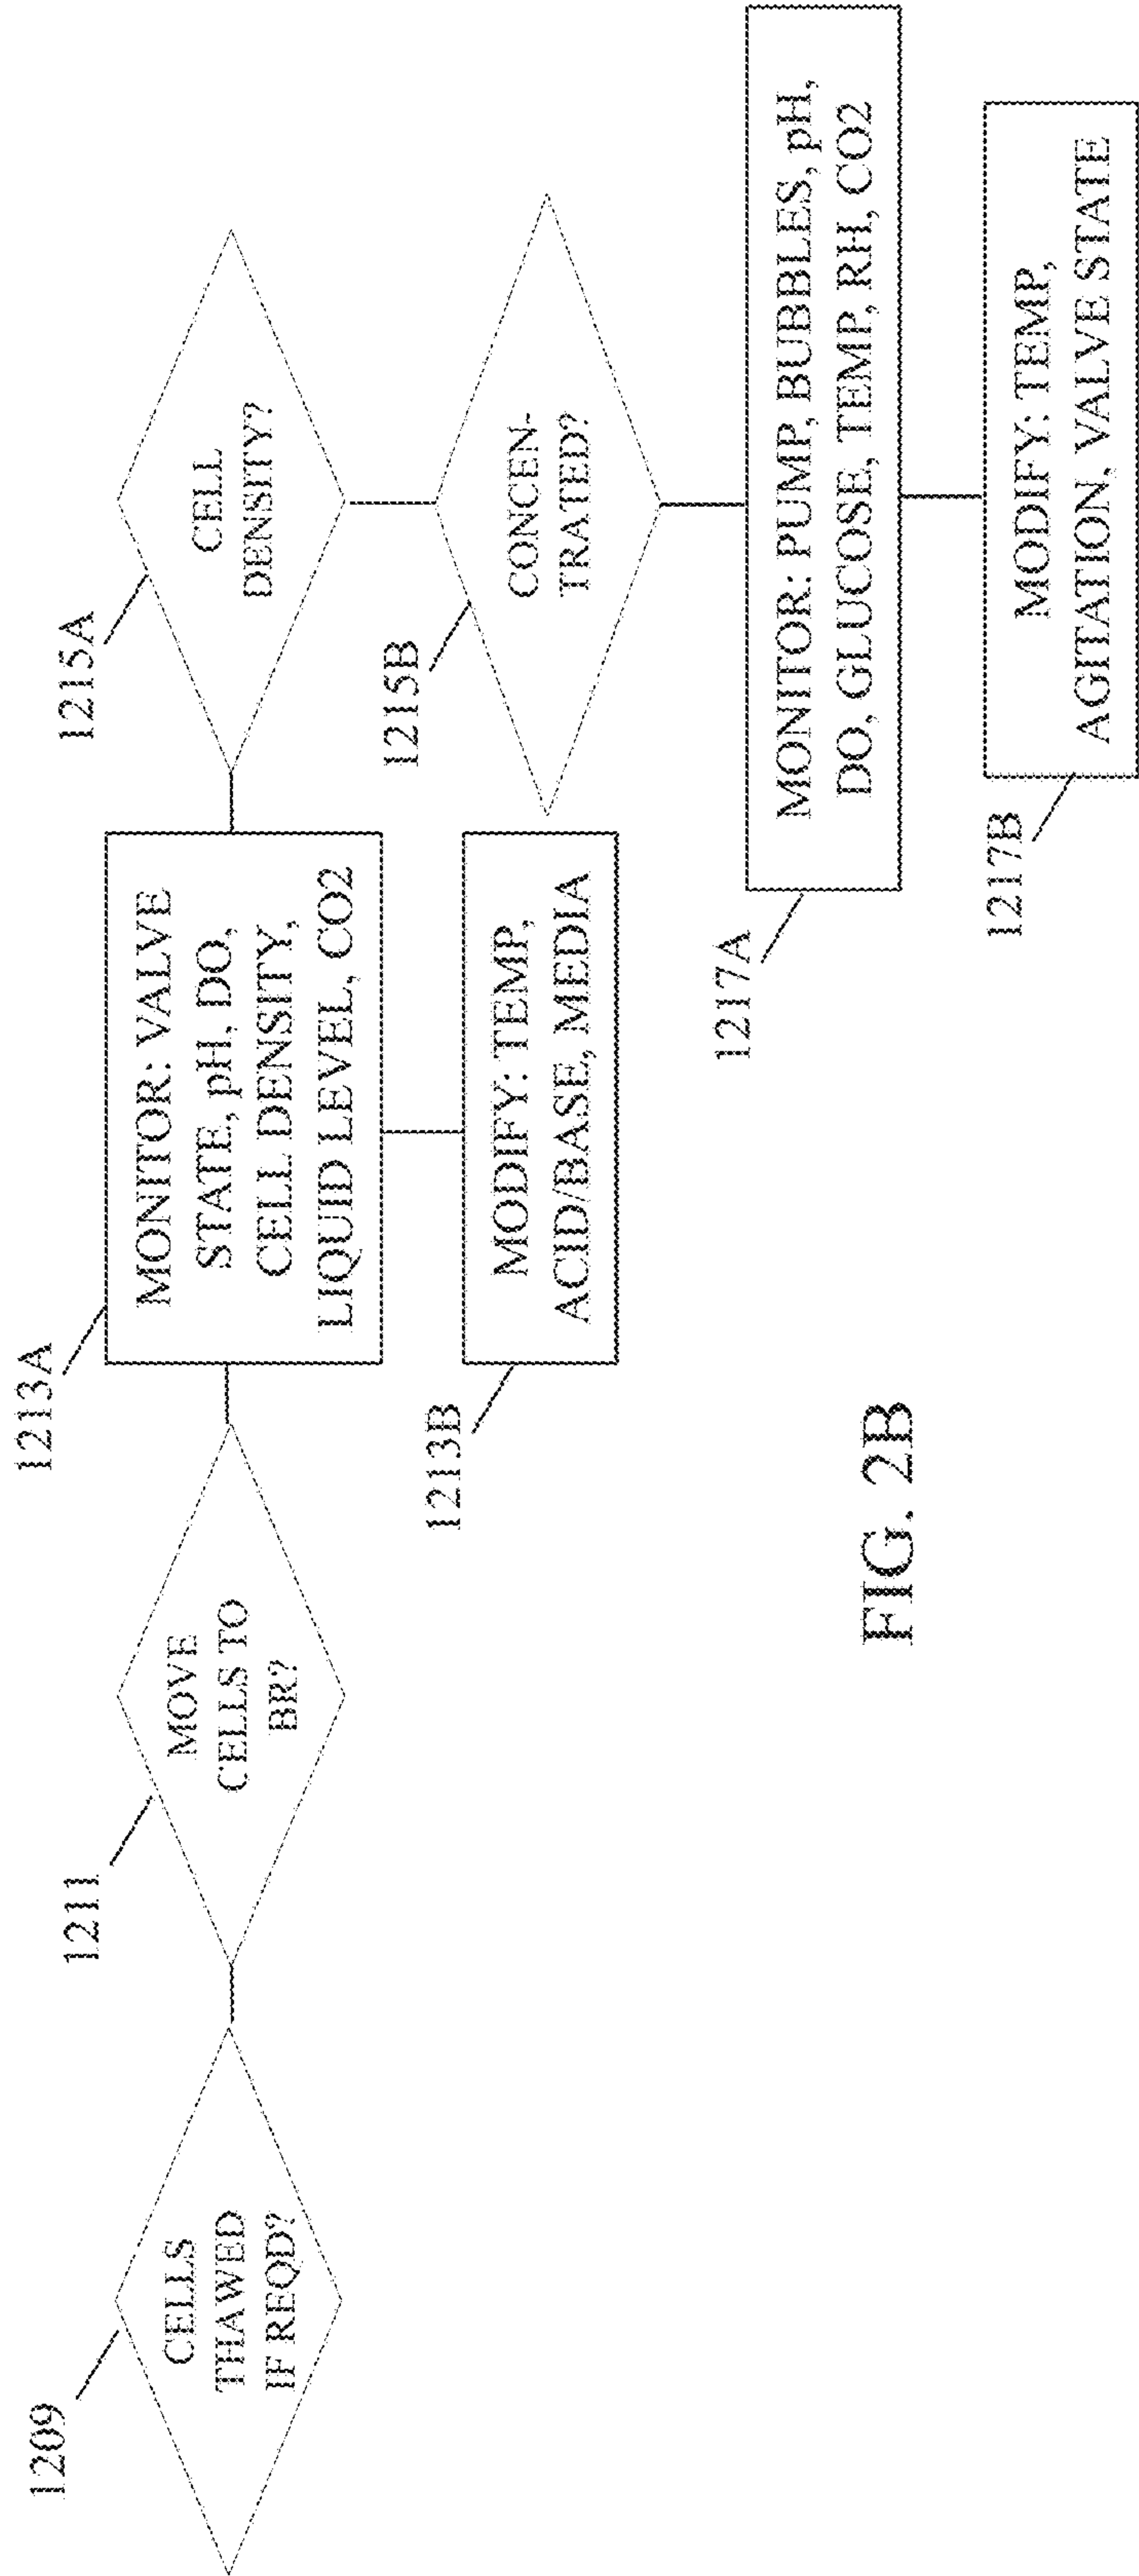 1209
CELLS
THAWED
IF REQD?
1211
MOVE
CELLS TO
BR?
1213A
MONITOR: VALVE
STATE, pH, DO,
CELL DENSITY,
LIQUID LEVEL, CO2
1213B
MODIFY: TEMP,
ACID/BASE, MEDIA
1215A
CELL
DENSITY?
1215B
CONCEN-
TRATED?
1217A
MONITOR: PUMP, BUBBLES, pH,
DO, GLUCOSE, TEMP, RH, CO2
1217B
MODIFY: TEMP,
AGITATION, VALVE STATE
FIG. 2B